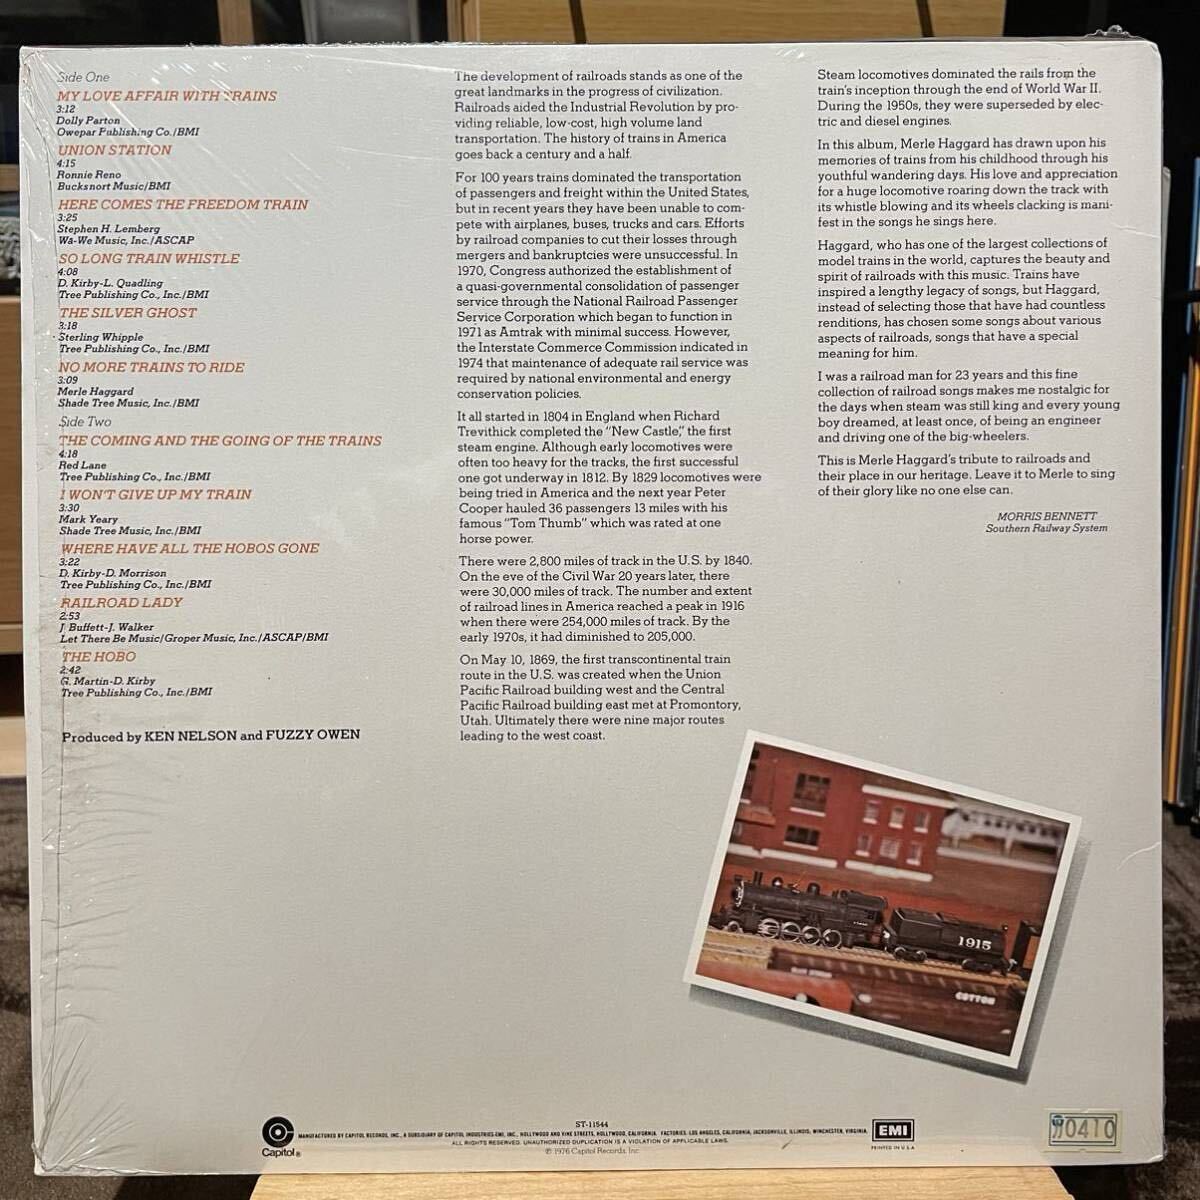 Side One
MY LOVE AFFAIR WITH TRAINS
3:12
Dolly Parton
Owepar Publishing Co./BMI
UNION STATION
4:15
Ronnie Reno
Bucksnort Music/BMI
HERE COMES THE FREEDOM TRAIN
3:25
Stephen H. Lemberg
Wa-We Music, Inc./ASCAP
SO LONG TRAIN WHISTLE
4:08
D. Kirby-L. Quadling
Tree Publishing Co., Inc./BMI
THE SILVER GHOST
3:18
Sterling Whipple
Tree Publishing Co., Inc./BMI
NO MORE TRAINS TO RIDE
3:09
Merle Haggard
Shade Tree Music, Inc./BMI
Side Two
THE COMING AND THE GOING OF THE TRAINS
4:18
Red Lane
Tree Publishing Co., Inc./BMI
I WON'T GIVE UP MY TRAIN
3:30
Mark Yeary
Shade Tree Music, Inc./BMI
WHERE HAVE ALL THE HOBOS GONE
3:22
D. Kirby-D. Morrison
Tree Publishing Co., Inc./BMI
RAILROAD LADY
2:53
J. Buffett-J. Walker
Let There Be Music/Groper Music, Inc./ASCAP/BMI
THE HOBO
2:42
G. Martin-D. Kirby
Tree Publishing Co., Inc./BMI
Produced by KEN NELSON and FUZZY OWEN
The development of railroads stands as one of the
great landmarks in the progress of civilization.
Railroads aided the Industrial Revolution by pro-
viding reliable, low-cost, high volume land
transportation. The history of trains in America
goes back a century and a half.
For 100 years trains dominated the transportation
of passengers and freight within the United States,
but in recent years they have been unable to com-
pete with airplanes, buses, trucks and cars. Efforts
by railroad companies to cut their losses through
mergers and bankruptcies were unsuccessful. In
1970, Congress authorized the establishment of
a quasi-governmental consolidation of passenger
service through the National Railroad Passenger
Service Corporation which began to function in
1971 as Amtrak with minimal success. However,
the Interstate Commerce Commission indicated in
1974 that maintenance of adequate rail service was
required by national environmental and energy
conservation policies.
It all started in 1804 in England when Richard
Trevithick completed the "New Castle," the first
steam engine. Although early locomotives were
often too heavy for the tracks, the first successful
one got underway in 1812. By 1829 locomotives were
being tried in America and the next year Peter
Cooper hauled 36 passengers 13 miles with his
famous "Tom Thumb" which was rated at one
horse power.
There were 2,800 miles of track in the U.S. by 1840.
On the eve of the Civil War 20 years later, there
were 30,000 miles of track. The number and extent
of railroad lines in America reached a peak in 1916
when there were 254,000 miles of track. By the
early 1970s, it had diminished to 205,000.
On May 10, 1869, the first transcontinental train
route in the U.S. was created when the Union
Pacific Railroad building west and the Central
Pacific Railroad building east met at Promontory,
Utah. Ultimately there were nine major routes
leading to the west coast.
Steam locomotives dominated the rails from the
train's inception through the end of World War II.
During the 1950s, they were superseded by elec-
tric and diesel engines.
In this album, Merle Haggard has drawn upon his
memories of trains from his childhood through his
youthful wandering days. His love and appreciation
for a huge locomotive roaring down the track with
its whistle blowing and its wheels clacking is mani-
fest in the songs he sings here.
Haggard, who has one of the largest collections of
model trains in the world, captures the beauty and
spirit of railroads with this music. Trains have
inspired a lengthy legacy of songs, but Haggard,
instead of selecting those that have had countless
renditions, has chosen some songs about various
aspects of railroads, songs that have a special
meaning for him.
I was a railroad man for 23 years and this fine
collection of railroad songs makes me nostalgic for
the days when steam was still king and every young
boy dreamed, at least once, of being an engineer
and driving one of the big-wheelers.
This is Merle Haggard's tribute to railroads and
their place in our heritage. Leave it to Merle to sing
of their glory like no one else can.
MORRIS BENNETT
Southern Railway System
1915
COTTON
Capitol®
ST-11544
MANUFACTURED BY CAPITOL RECORDS, INC., A SUBSIDIARY OF CAPITOL INDUSTRIES-EMI, INC., HOLLYWOOD AND VINE STREETS, HOLLYWOOD, CALIFORNIA. FACTORIES: LOS ANGELES, CALIFORNIA, JACKSONVILLE, ILLINOIS, WINCHESTER, VIRGINIA.
ALL RIGHTS RESERVED. UNAUTHORIZED DUPLICATION IS A VIOLATION OF APPLICABLE LAWS.
℗ 1976 Capitol Records, Inc.
EMI
PRINTED IN U.S.A.
0410